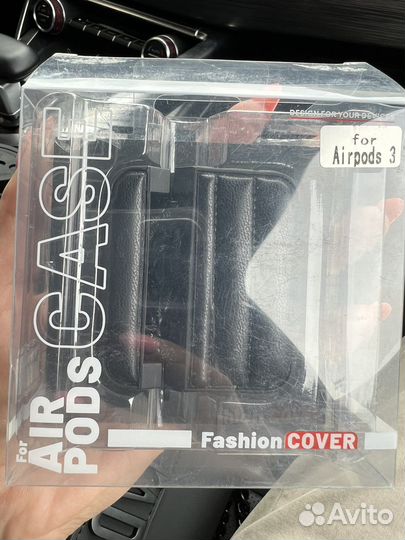 DESIGN FOR YOUR DEVICE
for
Airpods 3
For
AIR
PODS
CASE
Fashion COVER
Avito